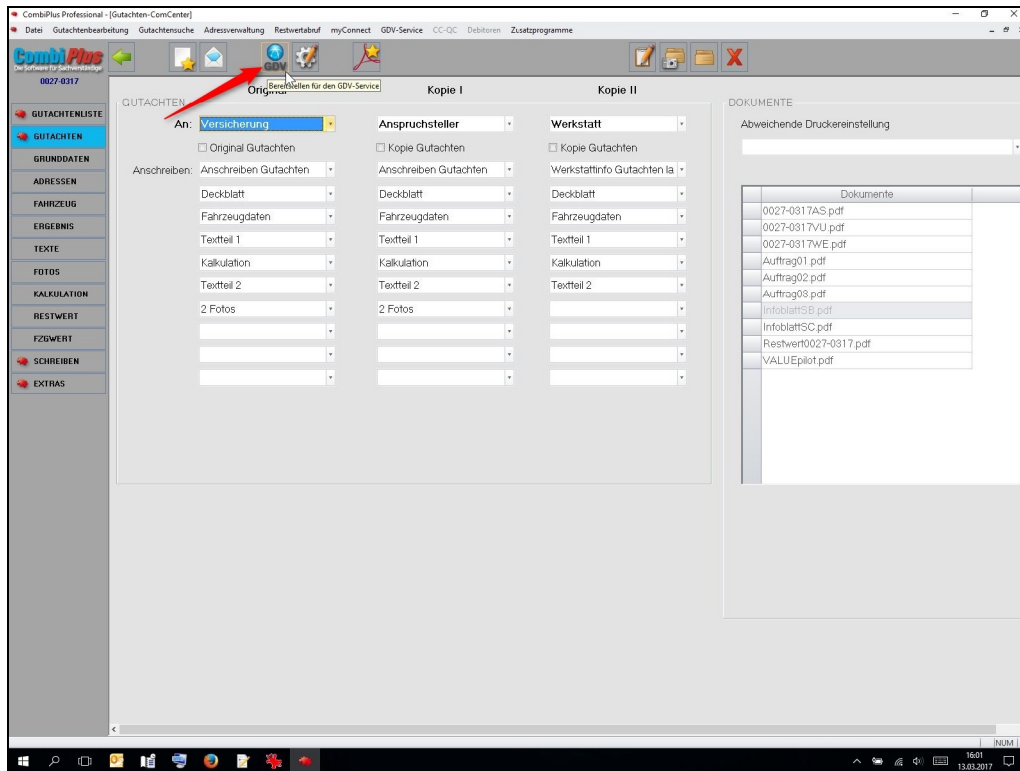 CombiPlus Professional - [Gutachten-ComCenter]
Datei Gutachtenbearbeitung Gutachtensuche Adressverwaltung Restwertabruf myConnect GDV-Service CC-QC Debitoren Zusatzprogramme
CombiPlus
Die Software für Sachverständige
GDV
0027-0317
Bereitstellen für den GDV-Service
Original Kopie I Kopie II
GUTACHTEN
DOKUMENTE
GUTACHTENLISTE
An: Versicherung Anspruchsteller Werkstatt
Abweichende Druckereinstellung
GUTACHTEN
Original Gutachten Kopie Gutachten Kopie Gutachten
GRUNDDATEN
Anschreiben: Anschreiben Gutachten Anschreiben Gutachten Werkstattinfo Gutachten la
ADRESSEN
Deckblatt Deckblatt Deckblatt
Dokumente
FAHRZEUG
Fahrzeugdaten Fahrzeugdaten Fahrzeugdaten
0027-0317AS.pdf
ERGEBNIS
0027-0317VU.pdf
Textteil 1 Textteil 1 Textteil 1
0027-0317WE.pdf
TEXTE
Kalkulation Kalkulation Kalkulation
Auftrag01.pdf
FOTOS
Auftrag02.pdf
Textteil 2 Textteil 2 Textteil 2
Auftrag03.pdf
KALKULATION
2 Fotos 2 Fotos
InfoblattSB.pdf
RESTWERT
InfoblattSC.pdf
FZGWERT
Restwert0027-0317.pdf
SCHREIBEN
VALUEpilot.pdf
EXTRAS
NUM
16:01
13.03.2017